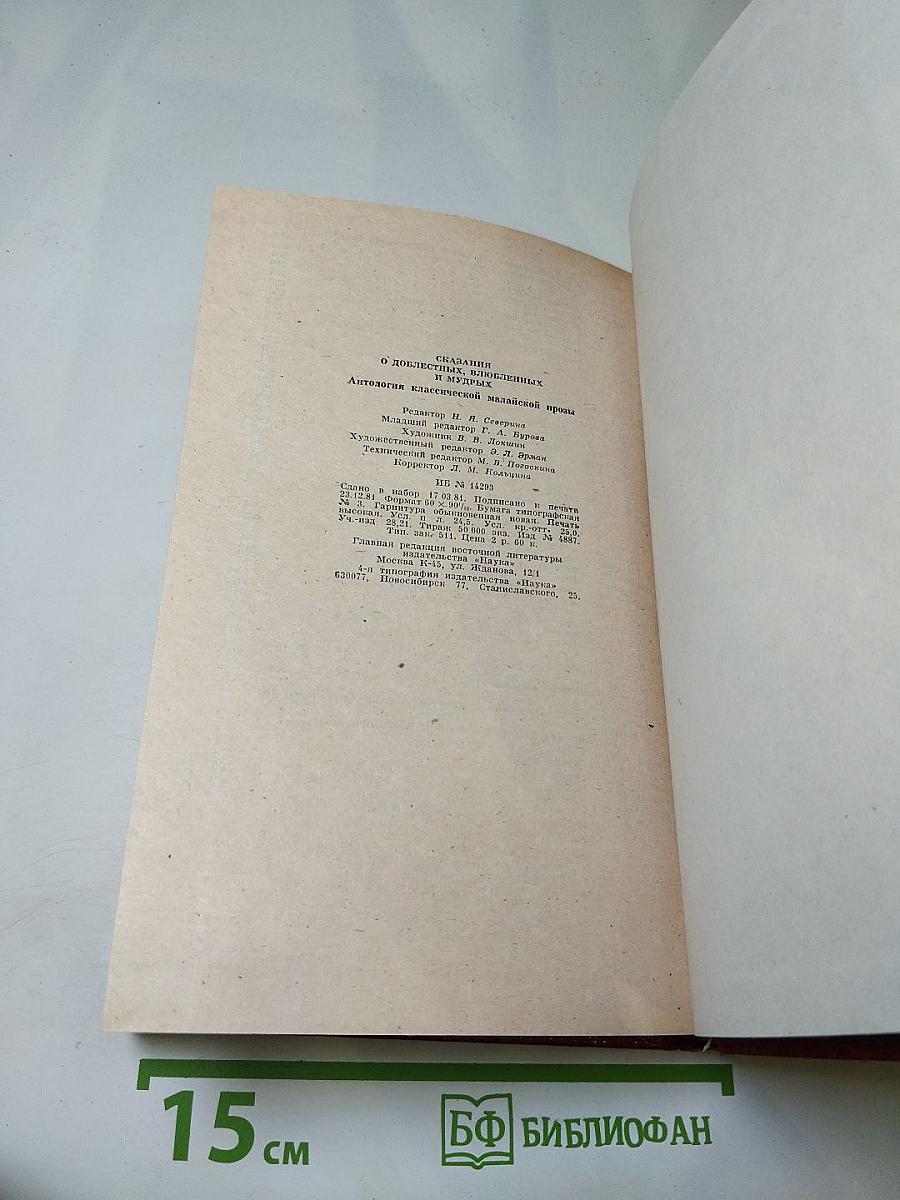 СКАЗАНИЯ
О ДОБЛЕСТНЫХ, ВЛЮБЛЕННЫХ
И МУДРЫХ
Антология классической малайской прозы
Редактор Н. Я. Северина
Младший редактор Г. А. Бурова
Художник В. В. Локшин
Художественный редактор Э. Л. Эрман
Технический редактор М. В. Погоскина
Корректор Л. М. Кольцина
ИБ № 14293
Сдано в набор 17 03 81. Подписано к печати
23.12.81 Формат 60 × 90¹/₁₆. Бумага типографская
№ 3. Гарнитура обыкновенная новая. Печать
высокая. Усл. п л. 24,5. Усл. кр.-отт. 25,0.
Уч.-изд 28,21. Тираж 50 000 экз. Изд № 4887.
Тип. зак. 511. Цена 2 р. 60 к.
Главная редакция восточной литературы
издательства «Наука»
Москва К-45, ул. Жданова, 12/1
4-я типография издательства «Наука»
630077, Новосибирск 77, Станиславского, 25.
15 см
БФ БИБЛИОФАН